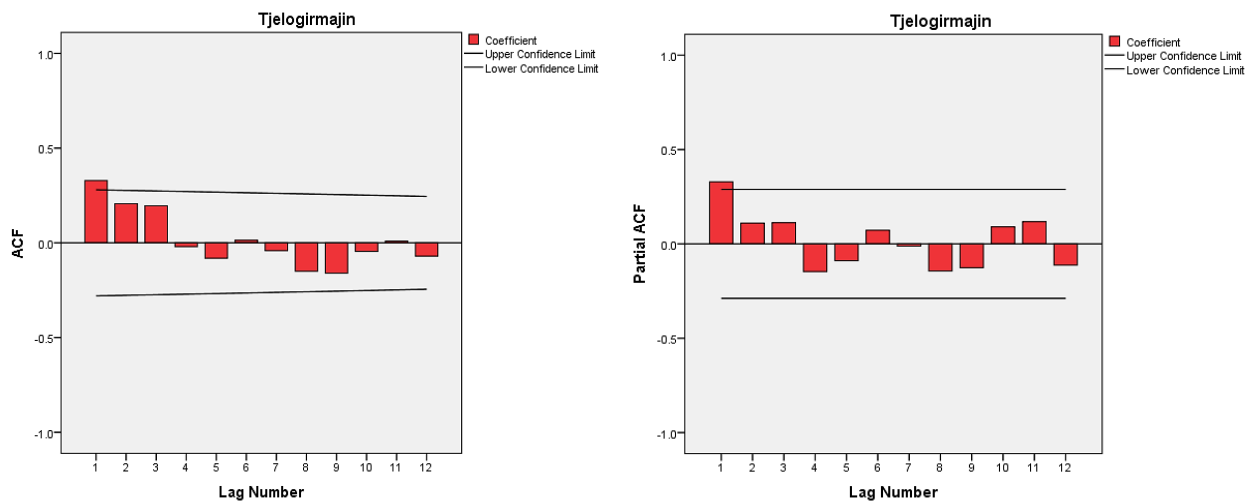 Tjelogirmajin
Coefficient
Upper Confidence Limit
Lower Confidence Limit
1.0
0.5
0.0
-0.5
-1.0
ACF
1 2 3 4 5 6 7 8 9 10 11 12
Lag Number
Tjelogirmajin
Coefficient
Upper Confidence Limit
Lower Confidence Limit
1.0
0.5
0.0
-0.5
-1.0
Partial ACF
1 2 3 4 5 6 7 8 9 10 11 12
Lag Number